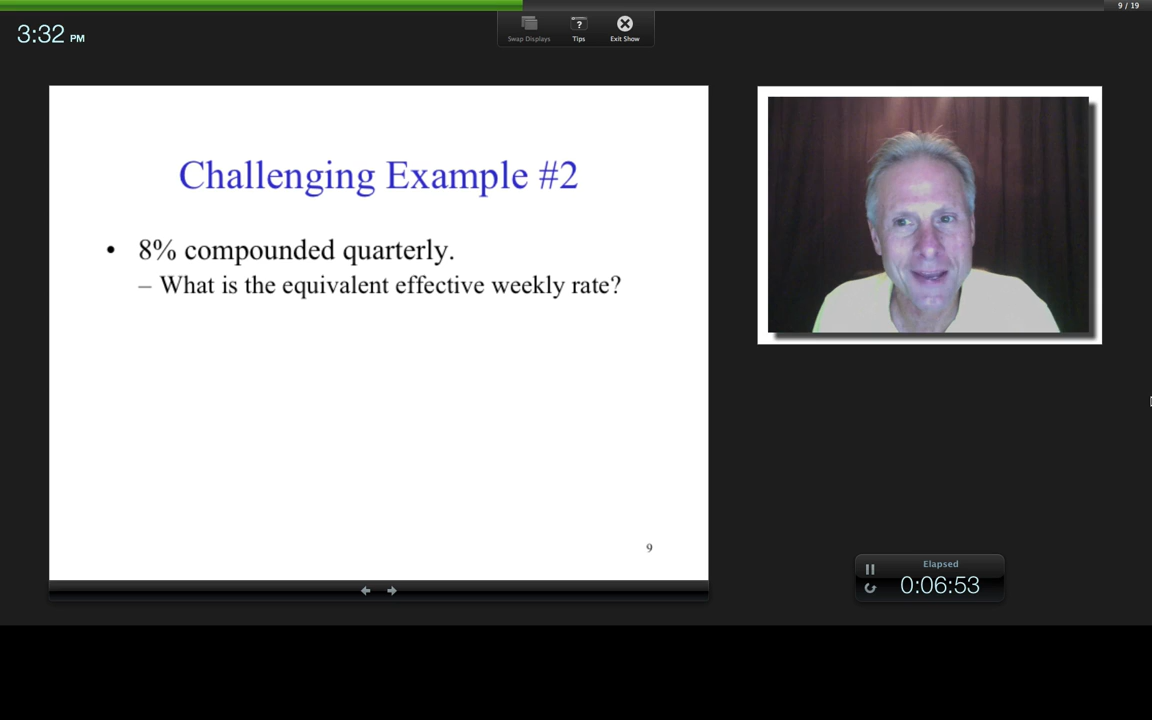 9 / 19
3:32 PM
Swap Displays
Tips
Exit Show
Challenging Example #2
• 8% compounded quarterly.
– What is the equivalent effective weekly rate?
9
Elapsed
0:06:53